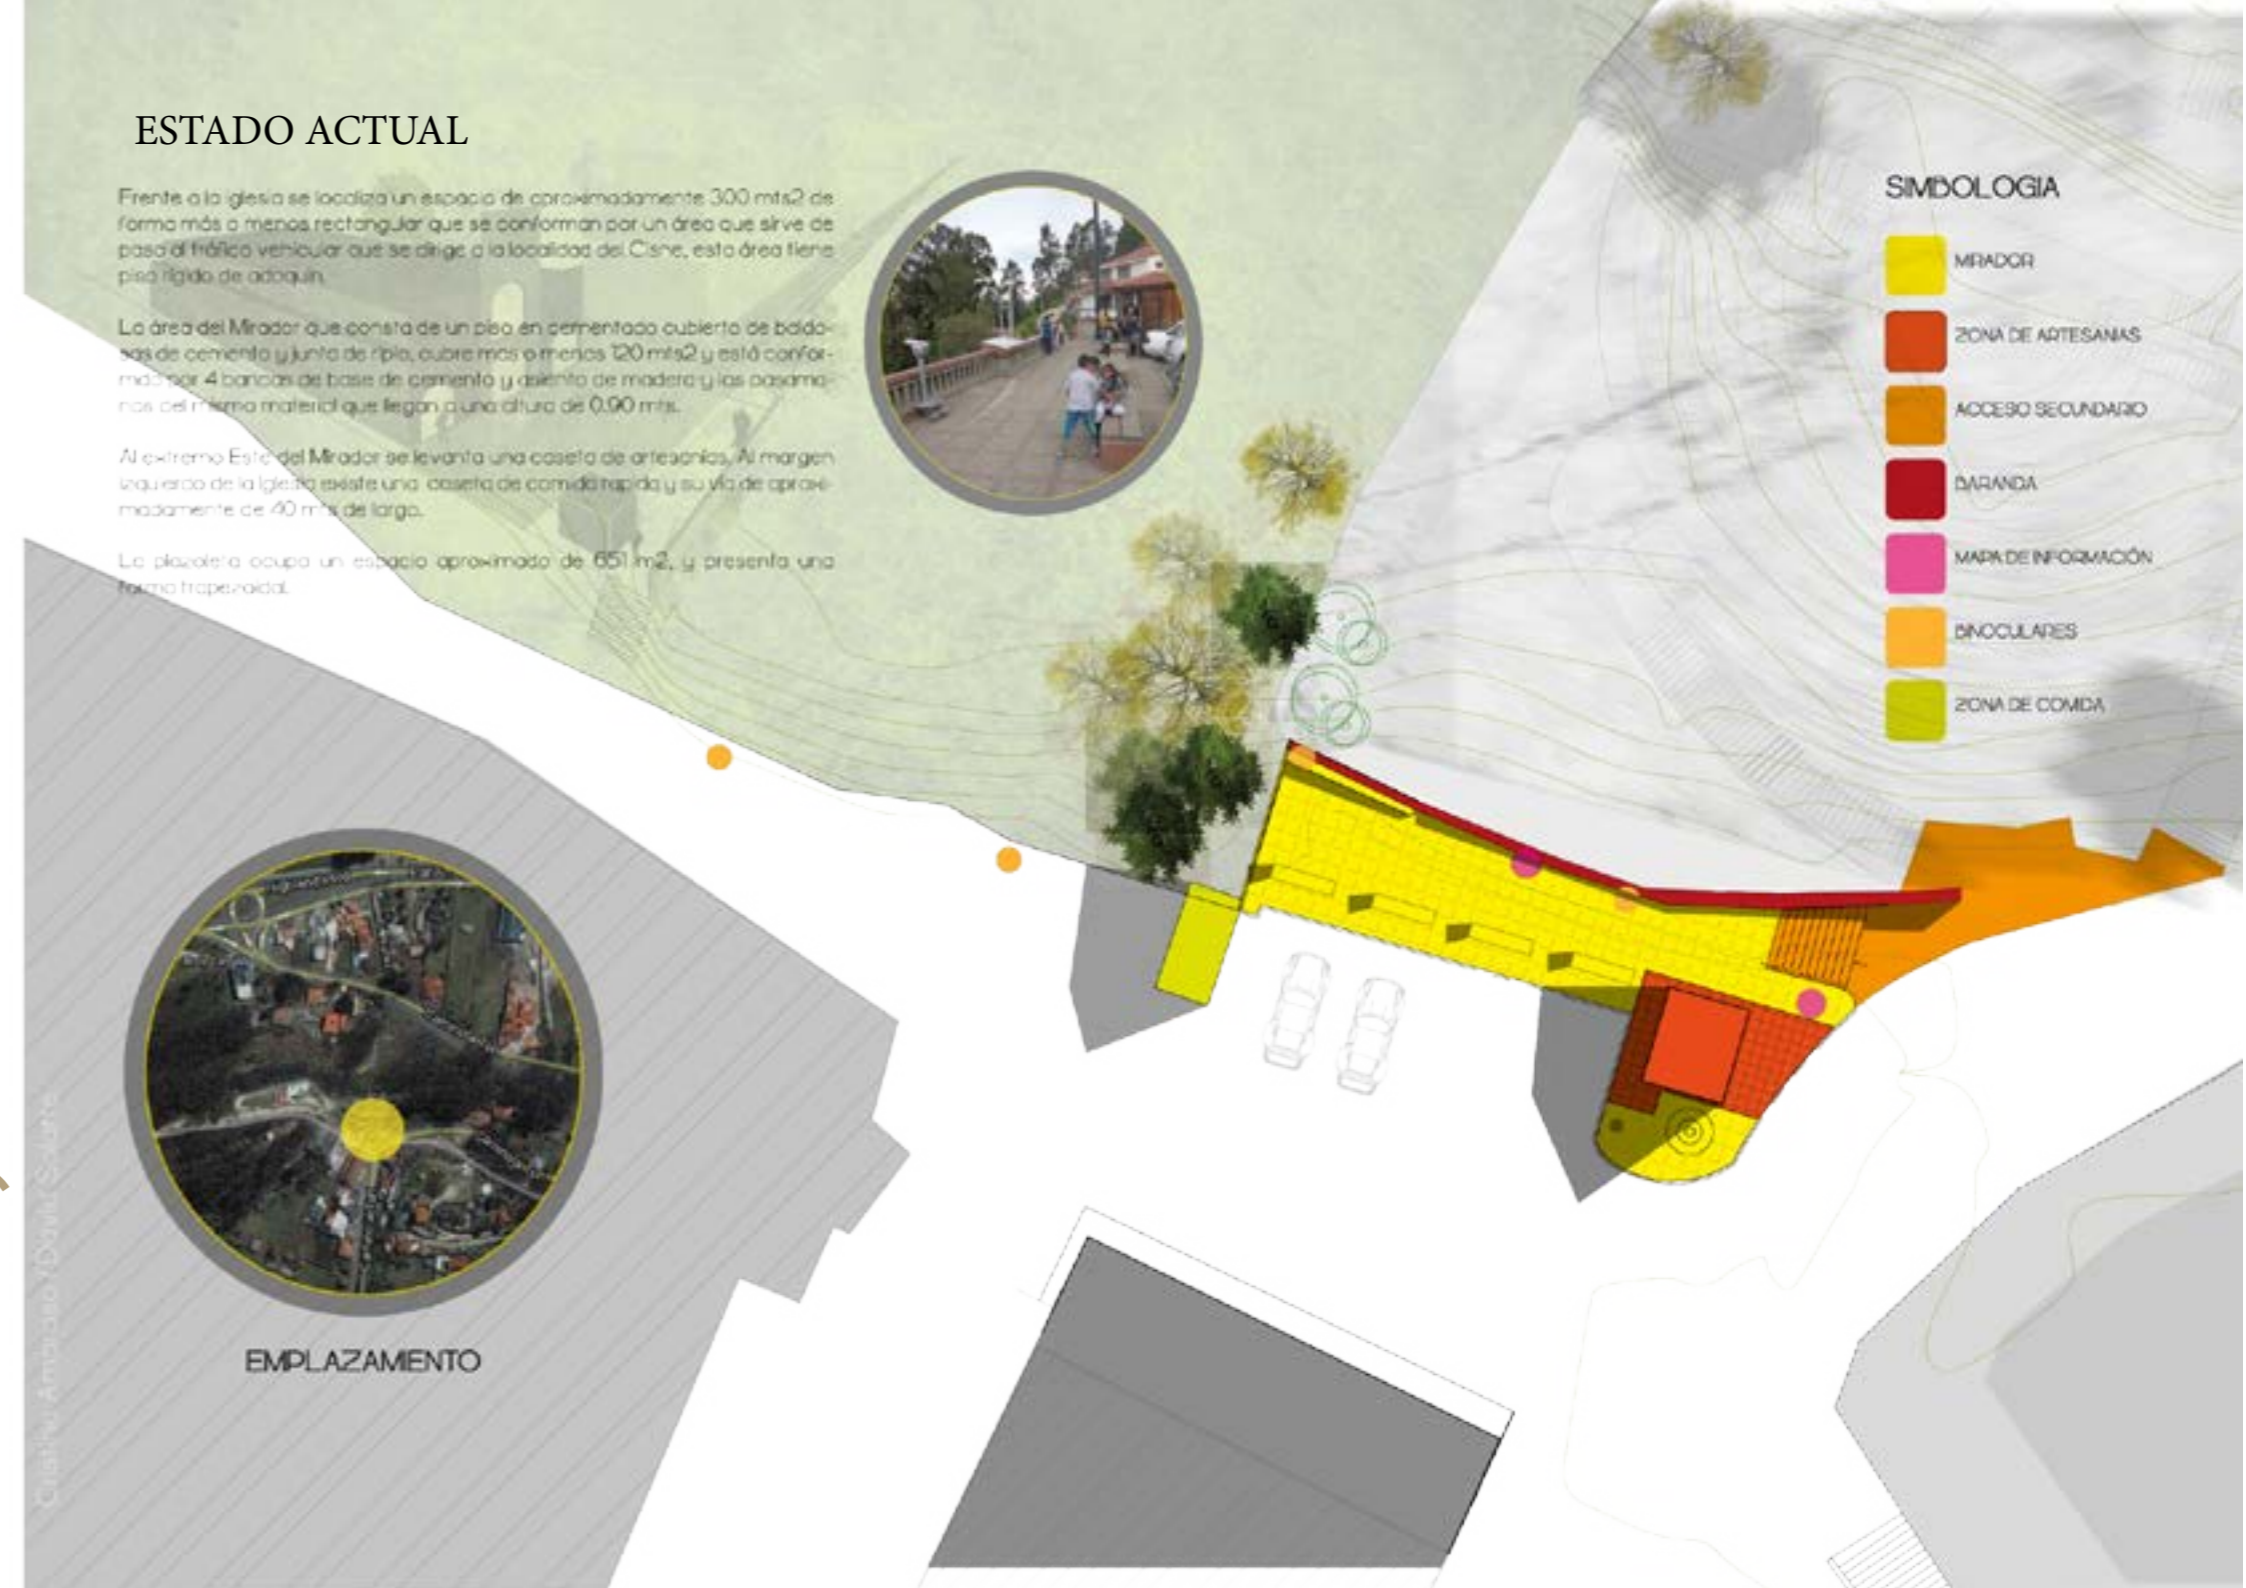 ESTADO ACTUAL
Frente a la iglesia se localiza un espacio de aproximadamente 300 mts2 de
forma más o menos rectangular que se conforman por un área que sirve de
paso al tráfico vehicular que se dirige a la localidad del Cisne, esta área tiene
piso rígido de adoquin.
La área del Mirador que consta de un piso en cementado cubierto de baldo-
sas de cemento y junta de ripio, cubre mas o menos 120 mts2 y está confor-
mado por 4 bancas de base de cemento y asiento de madera y los pasama-
nos del mismo material que llegan a una altura de 0.90 mts.
Al extremo Este del Mirador se levanta una caseta de artesanías. Al margen
izquierdo de la Iglesia existe una caseta de comida rapida y su vía de aproxi-
madamente de 40 mts de largo.
La plazoleta ocupa un espacio aproximado de 651 m2, y presenta una
forma trapezoidal.
SIMBOLOGIA
MIRADOR
ZONA DE ARTESANIAS
ACCESO SECUNDARIO
BARANDA
MAPA DE INFORMACIÓN
BINOCULARES
ZONA DE COMIDA
EMPLAZAMIENTO